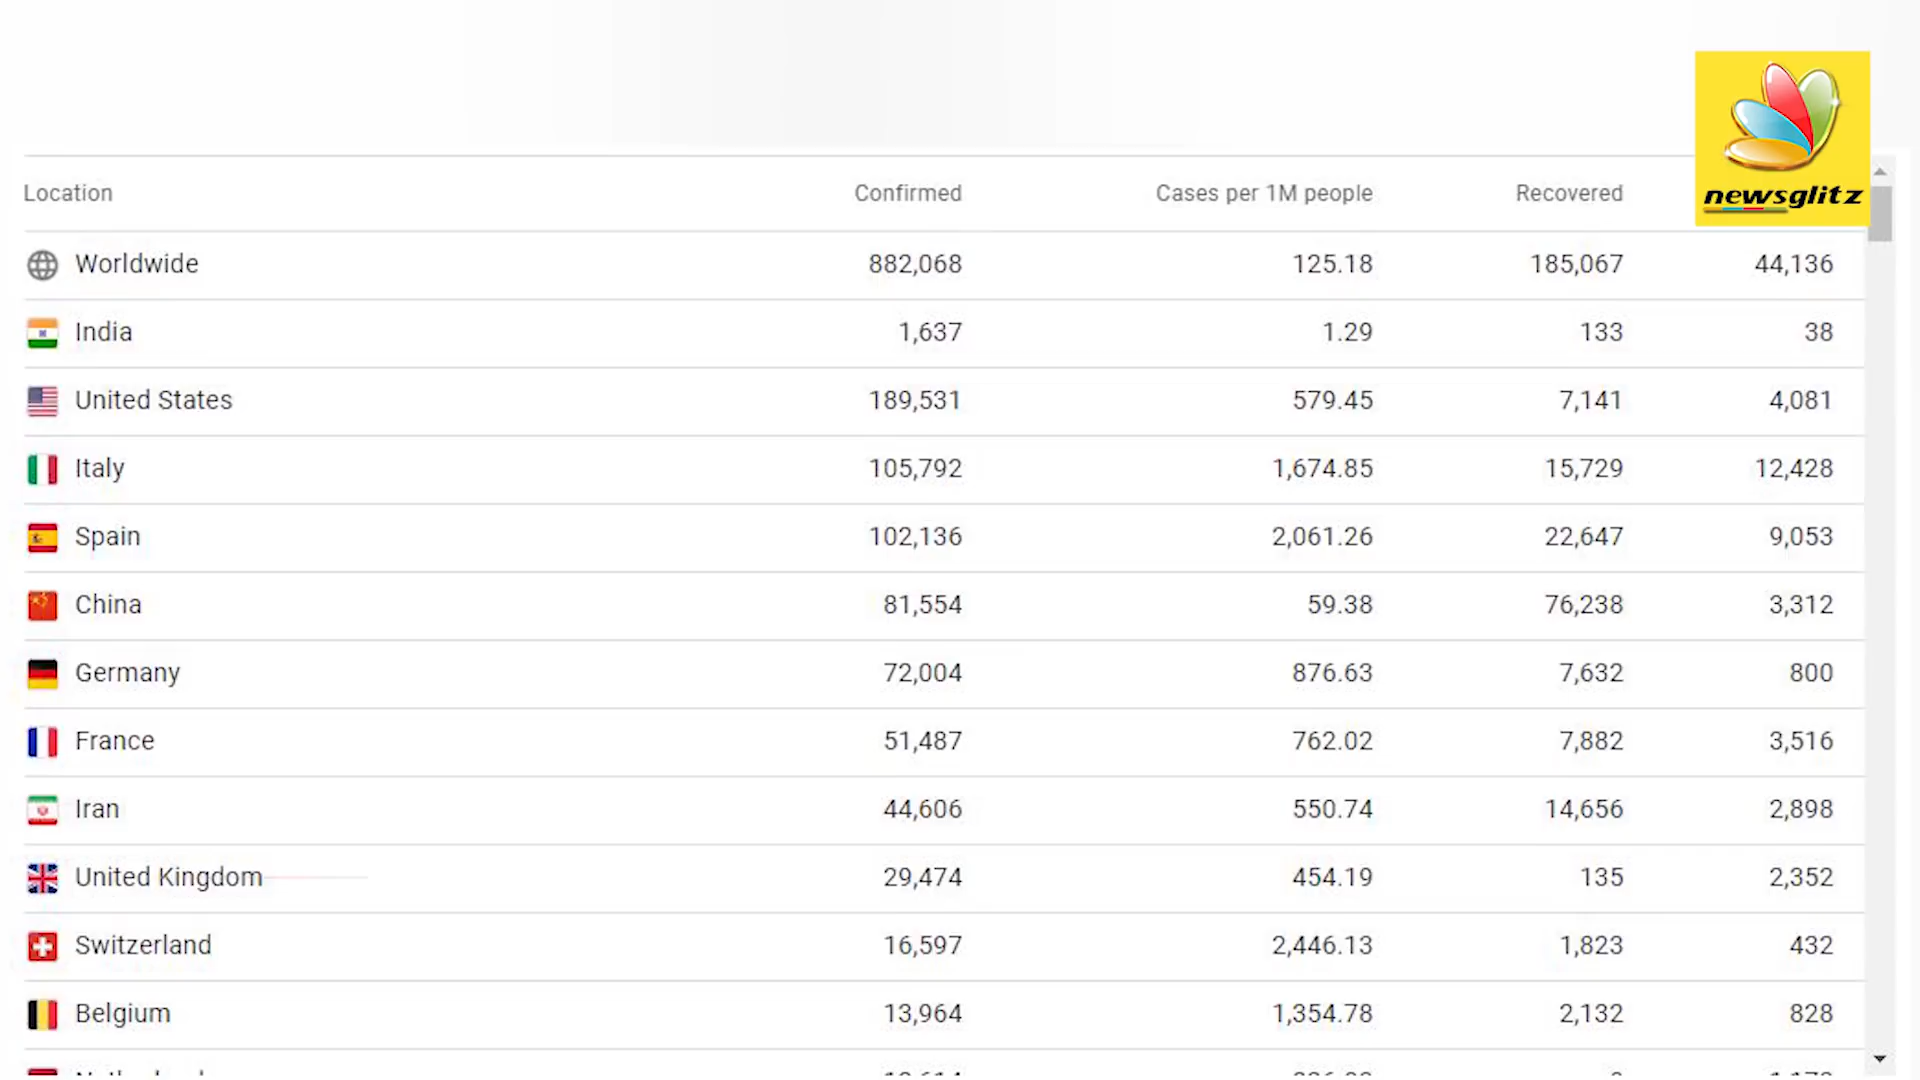 newsglitz
Location Confirmed Cases per 1M people Recovered
Worldwide 882,068 125.18 185,067 44,136
India 1,637 1.29 133 38
United States 189,531 579.45 7,141 4,081
Italy 105,792 1,674.85 15,729 12,428
Spain 102,136 2,061.26 22,647 9,053
China 81,554 59.38 76,238 3,312
Germany 72,004 876.63 7,632 800
France 51,487 762.02 7,882 3,516
Iran 44,606 550.74 14,656 2,898
United Kingdom 29,474 454.19 135 2,352
Switzerland 16,597 2,446.13 1,823 432
Belgium 13,964 1,354.78 2,132 828